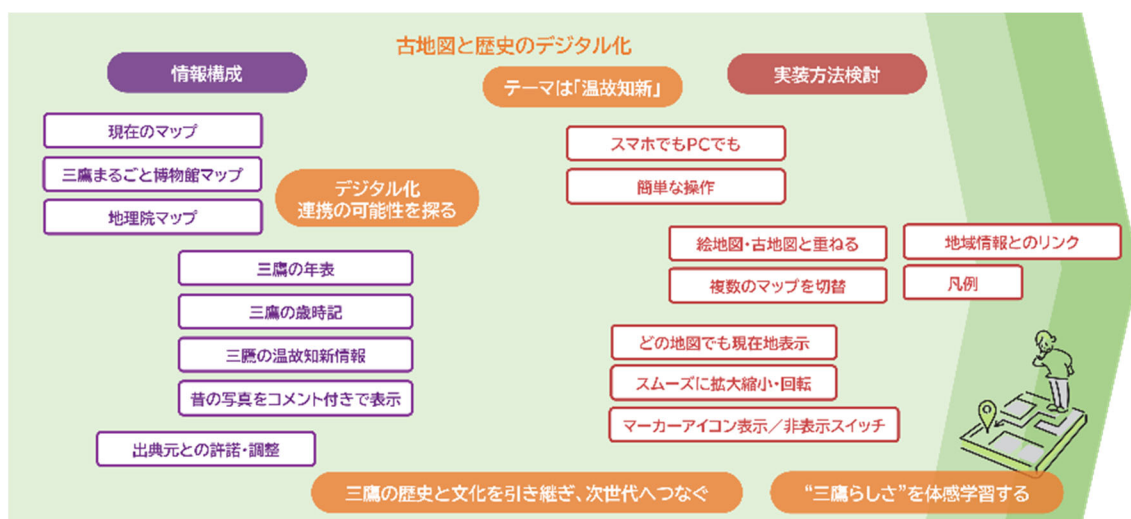 古地図と歴史のデジタル化
情報構成
テーマは「温故知新」
実装方法検討
現在のマップ
三鷹まるごと博物館マップ
地理院マップ
デジタル化
連携の可能性を探る
三鷹の年表
三鷹の歳時記
三鷹の温故知新情報
昔の写真をコメント付きで表示
出典元との許諾・調整
スマホでもPCでも
簡単な操作
絵地図・古地図と重ねる
地域情報とのリンク
複数のマップを切替
凡例
どの地図でも現在地表示
スムーズに拡大縮小・回転
マーカーアイコン表示／非表示スイッチ
三鷹の歴史と文化を引き継ぎ、次世代へつなぐ
“三鷹らしさ”を体感学習する